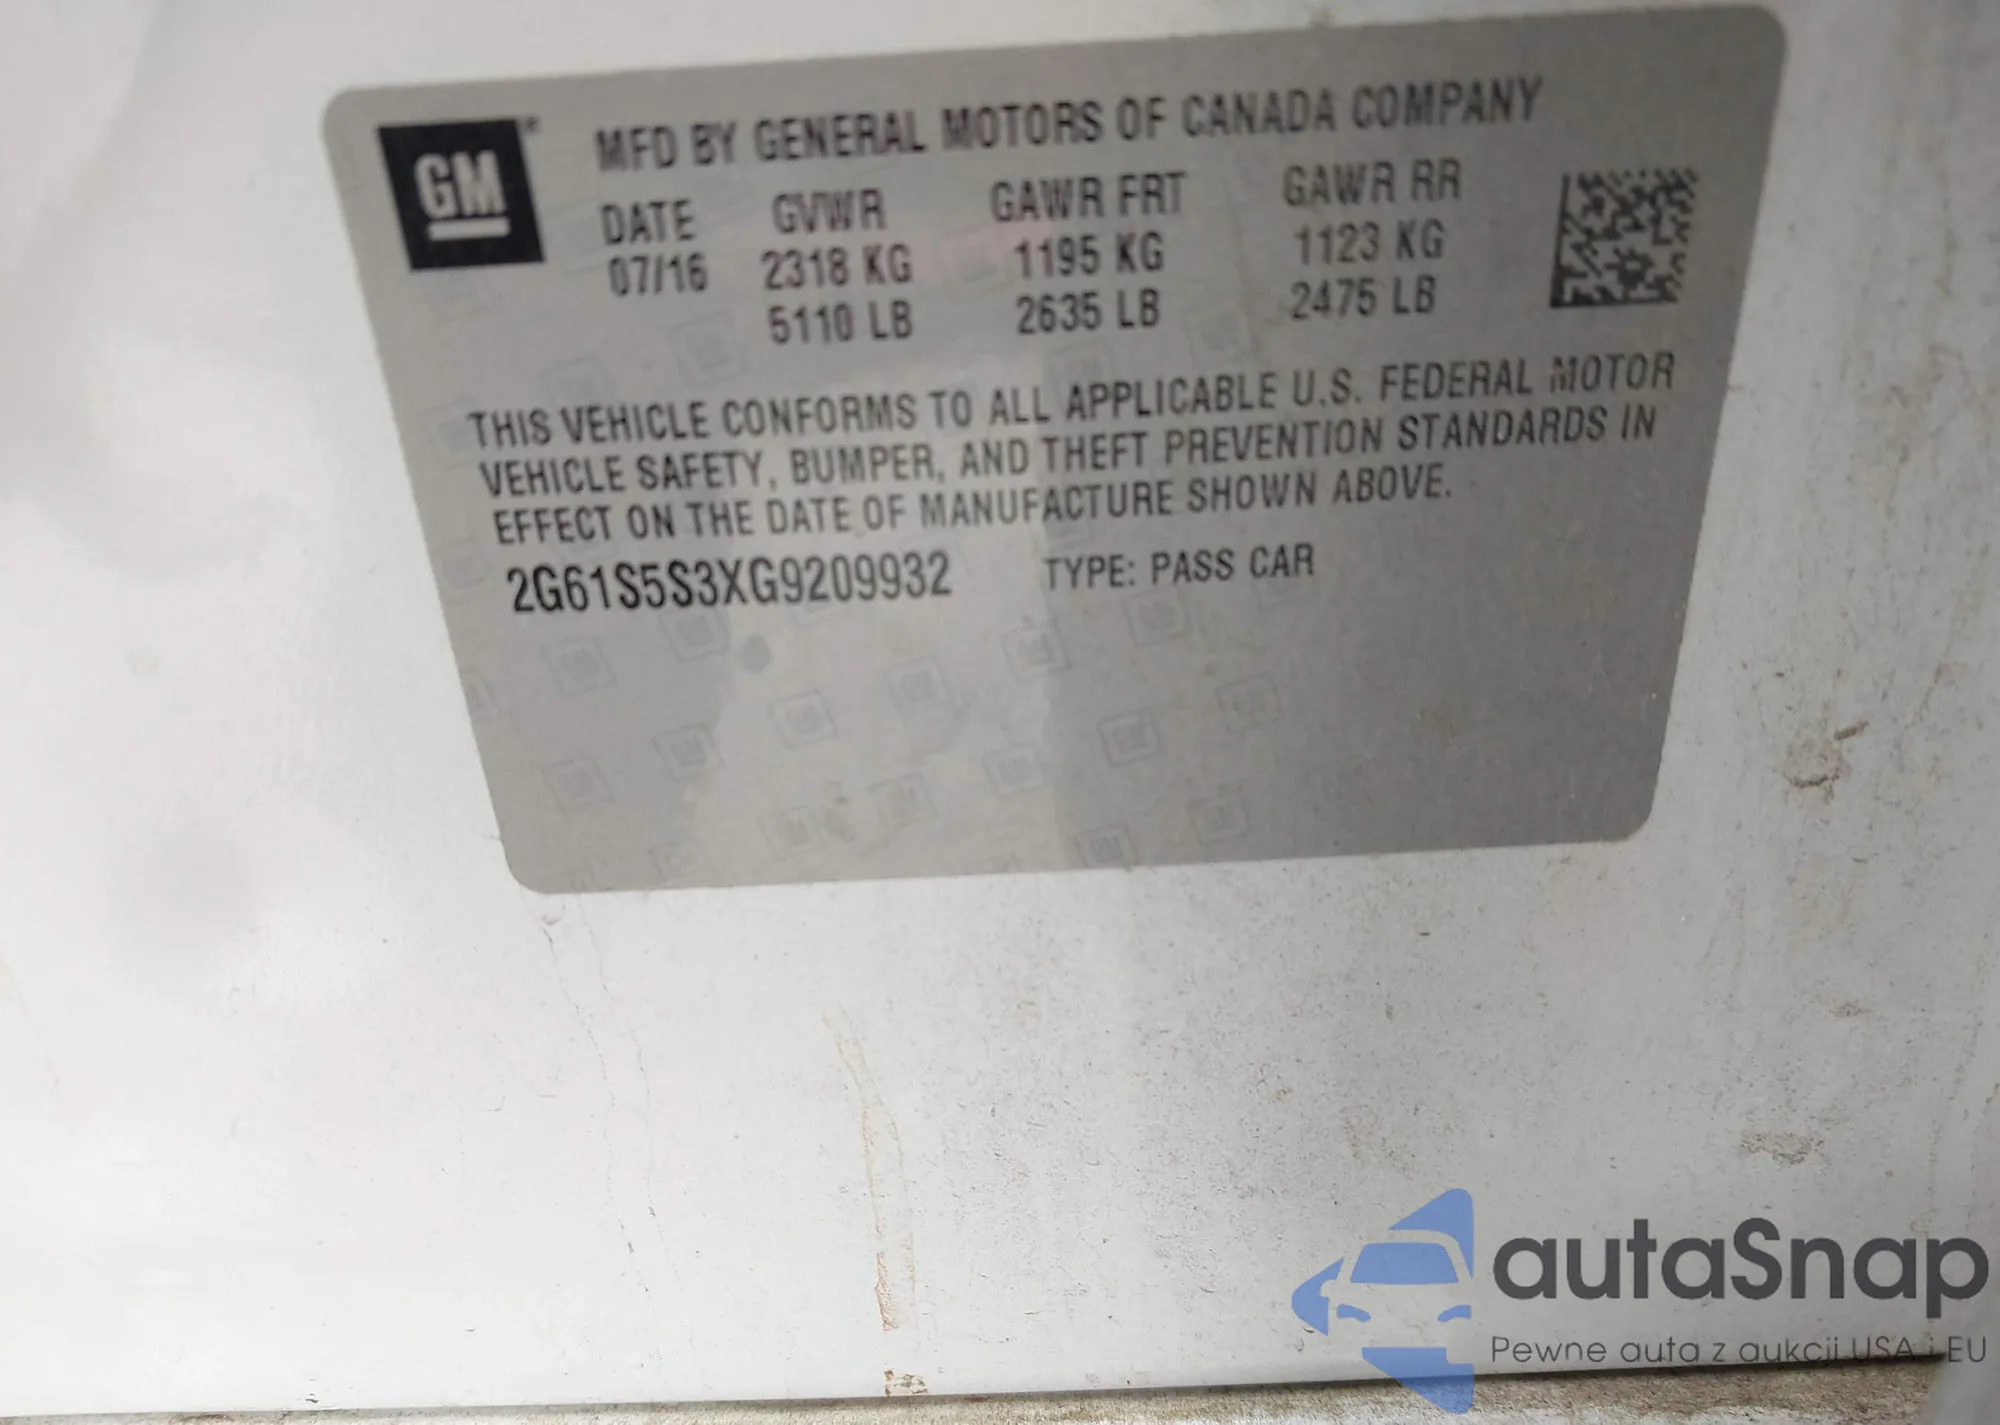 GM®
MFD BY GENERAL MOTORS OF CANADA COMPANY
DATE GVWR GAWR FRT GAWR RR
07/16 2318 KG 1195 KG 1123 KG
5110 LB 2635 LB 2475 LB
THIS VEHICLE CONFORMS TO ALL APPLICABLE U.S. FEDERAL MOTOR
VEHICLE SAFETY, BUMPER, AND THEFT PREVENTION STANDARDS IN
EFFECT ON THE DATE OF MANUFACTURE SHOWN ABOVE.
2G61S5S3XG9209932 TYPE: PASS CAR
autaSnap
Pewne auta z aukcji USA i EU